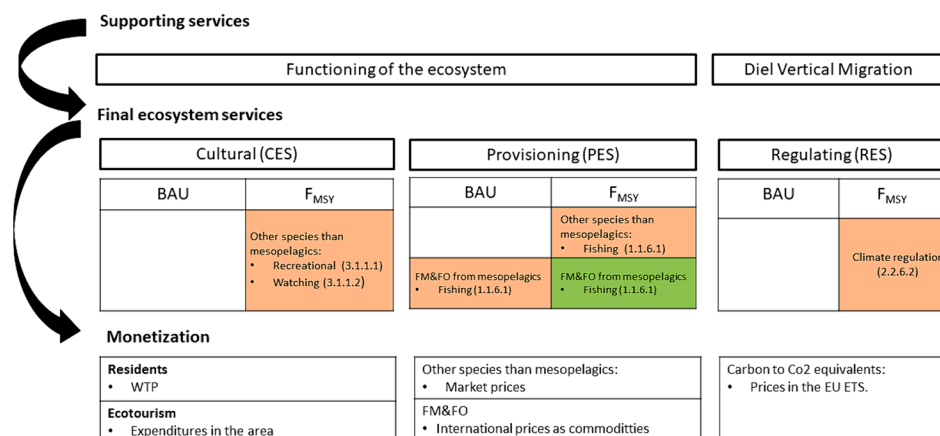 Supporting services
Functioning of the ecosystem
Diel Vertical Migration
Final ecosystem services
Cultural (CES)
Provisioning (PES)
Regulating (RES)
BAU
FMSY
BAU
FMSY
BAU
FMSY
Other species than
mesopelagics:
• Recreational (3.1.1.1)
• Watching (3.1.1.2)
Other species than
mesopelagics:
• Fishing (1.1.6.1)
FM&FO from mesopelagics
• Fishing (1.1.6.1)
FM&FO from mesopelagics
• Fishing (1.1.6.1)
Climate regulation
(2.2.6.2)
Monetization
Residents
• WTP
Ecotourism
• Expenditures in the area
Other species than mesopelagics:
• Market prices
FM&FO
• International prices as commodtities
Carbon to Co2 equivalents:
• Prices in the EU ETS.